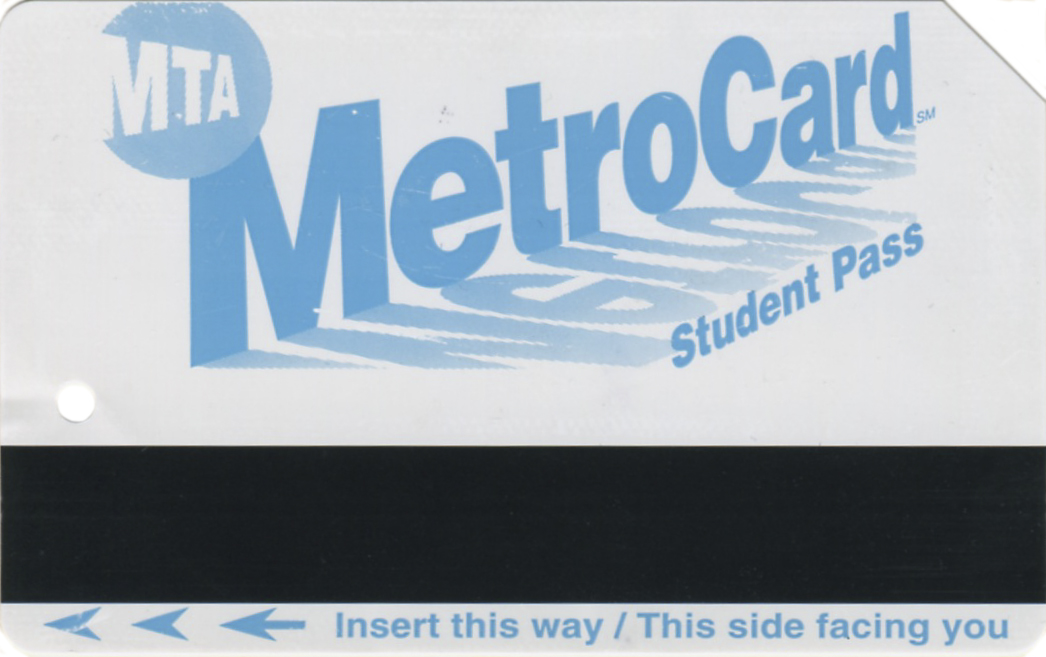 MTA
MetroCard
SM
Student Pass
Insert this way / This side facing you